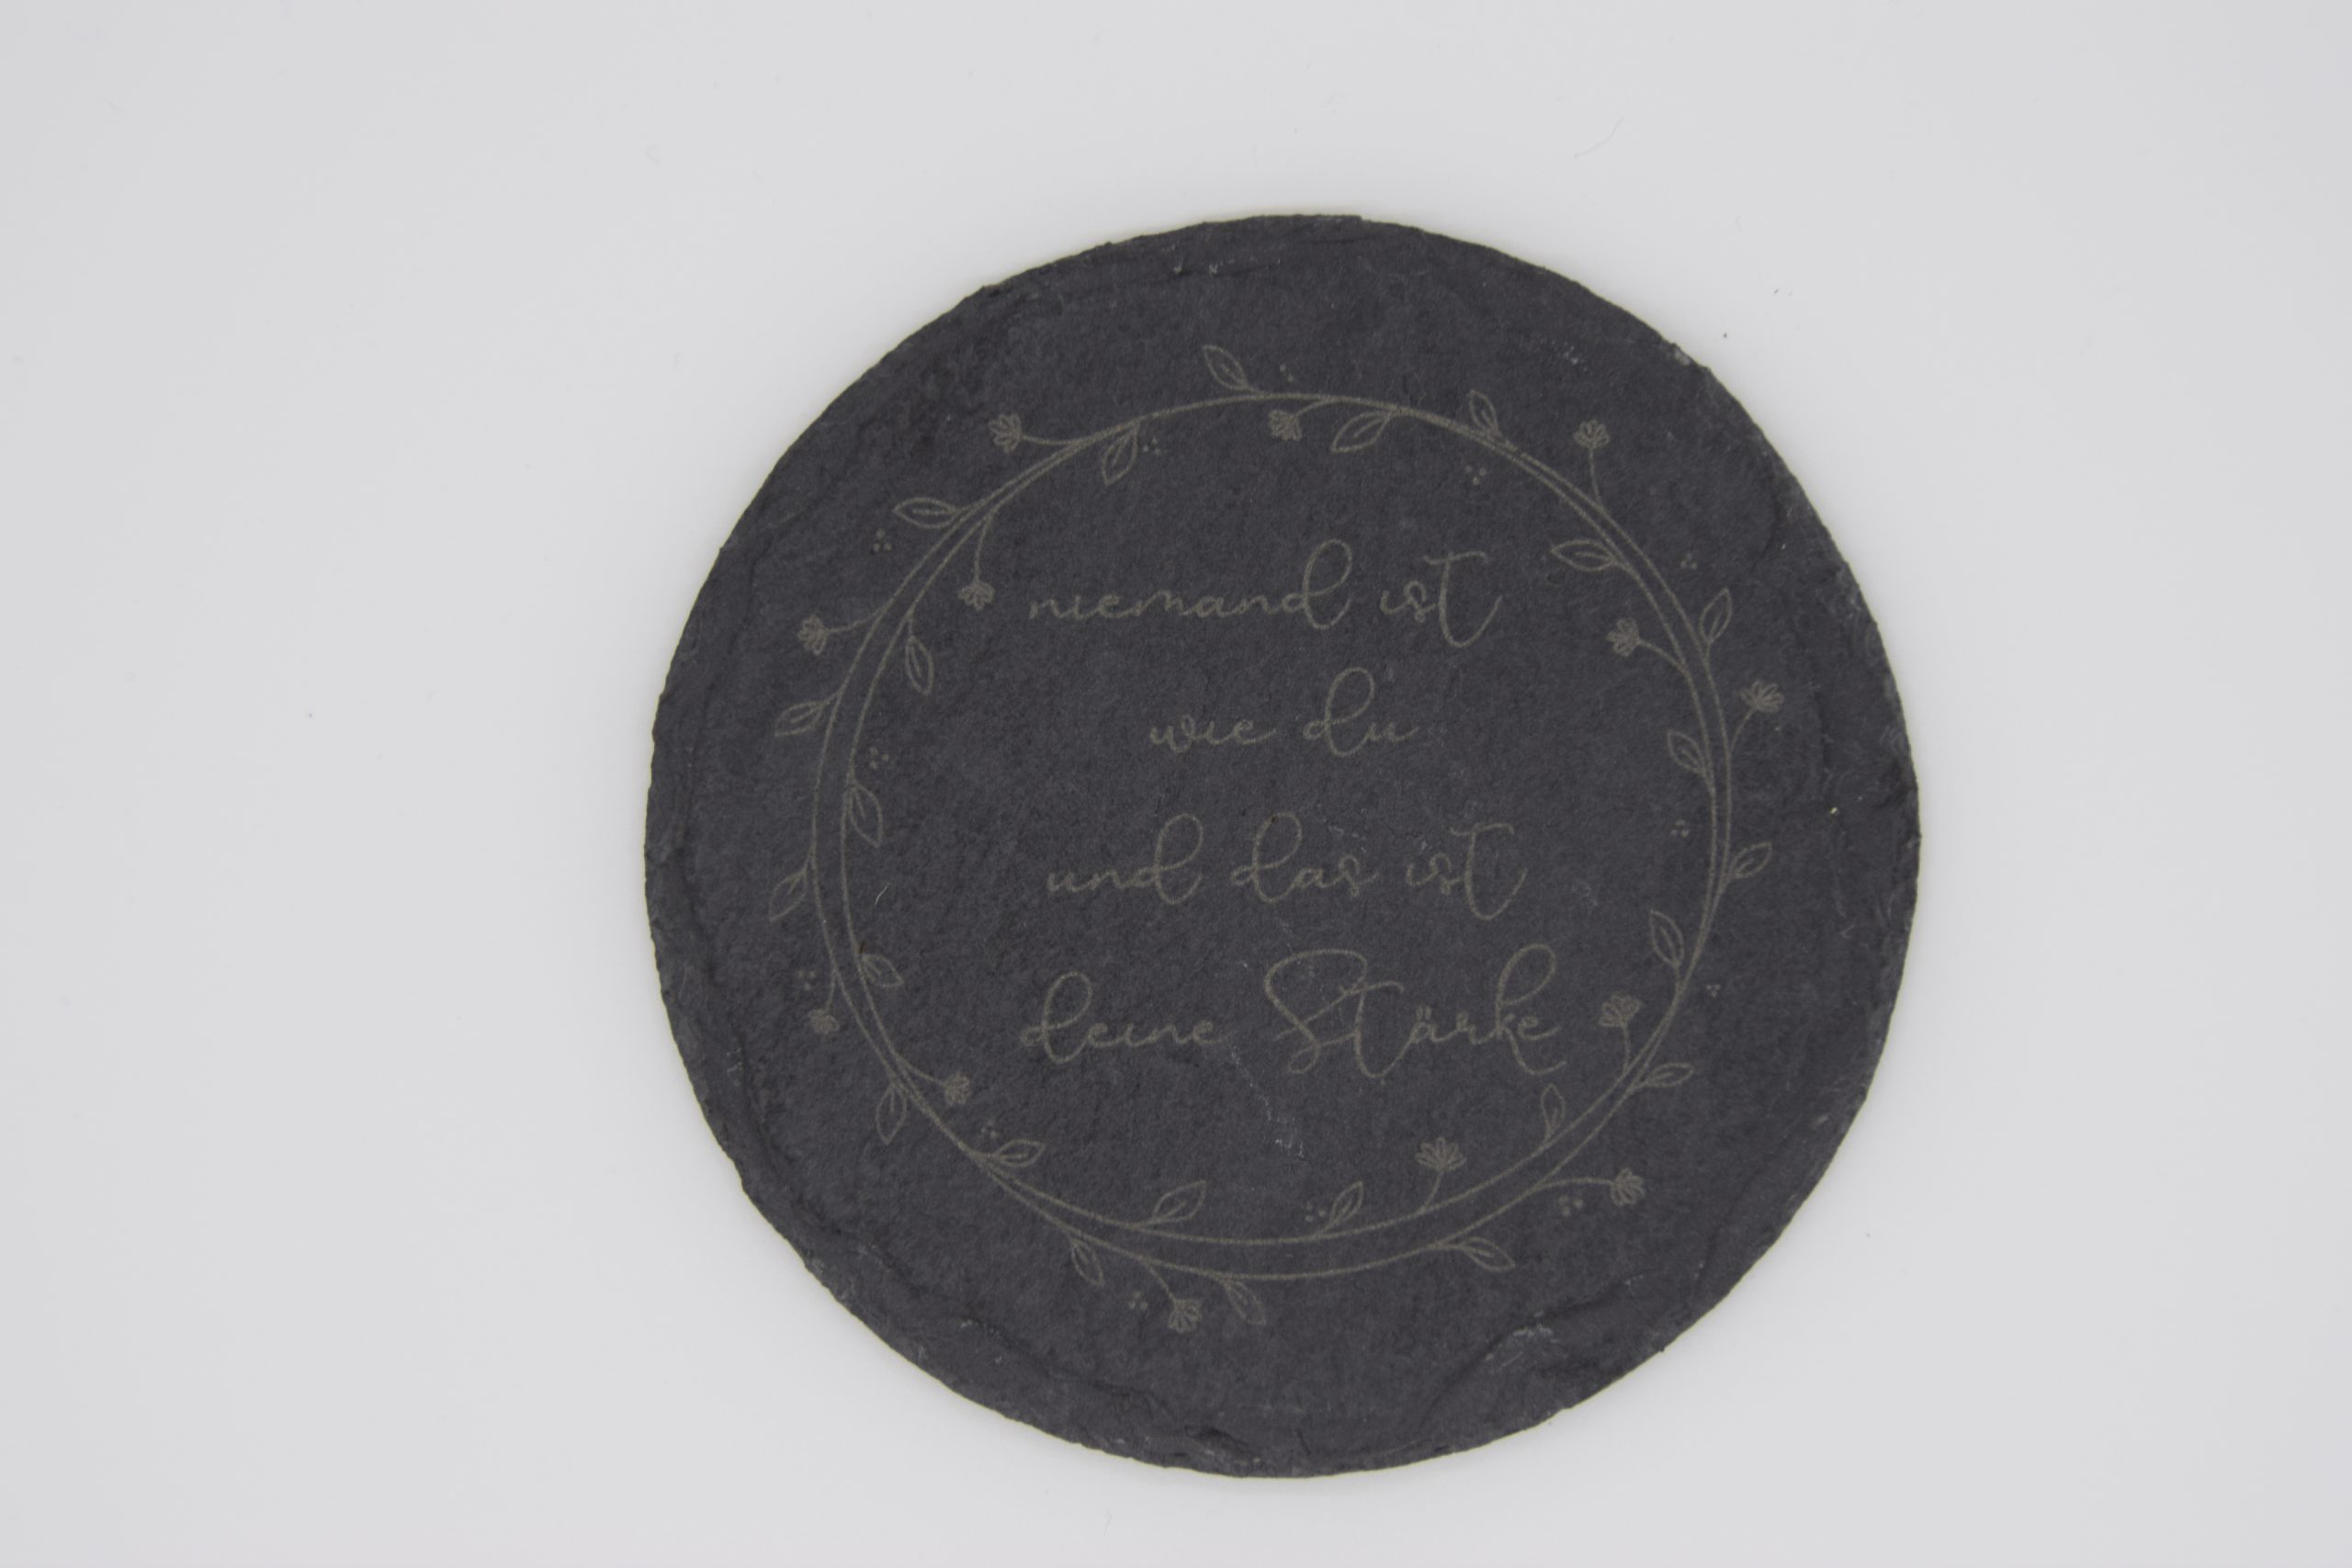 niemand ist
wie du
und das ist
deine Stärke